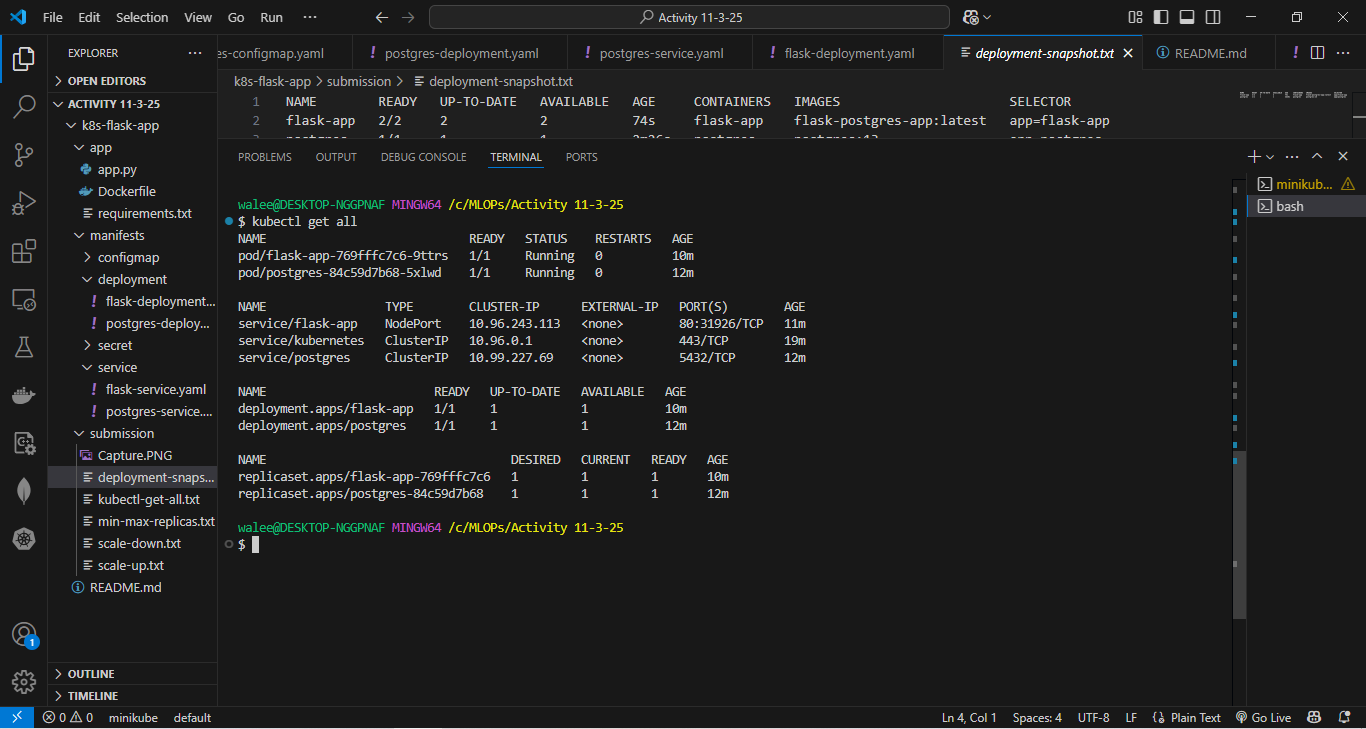 File Edit Selection View Go Run ··· Activity 11-3-25
EXPLORER ···
OPEN EDITORS
ACTIVITY 11-3-25
k8s-flask-app
app
app.py
Dockerfile
requirements.txt
manifests
configmap
deployment
! flask-deployment...
! postgres-deploy...
secret
service
! flask-service.yaml
! postgres-service....
submission
Capture.PNG
deployment-snaps...
kubectl-get-all.txt
min-max-replicas.txt
scale-down.txt
scale-up.txt
README.md
OUTLINE
TIMELINE
es-configmap.yaml ! postgres-deployment.yaml ! postgres-service.yaml ! flask-deployment.yaml deployment-snapshot.txt README.md !
k8s-flask-app > submission > deployment-snapshot.txt
1 NAME READY UP-TO-DATE AVAILABLE AGE CONTAINERS IMAGES SELECTOR
2 flask-app 2/2 2 2 74s flask-app flask-postgres-app:latest app=flask-app
PROBLEMS OUTPUT DEBUG CONSOLE TERMINAL PORTS
walee@DESKTOP-NGGPNAF MINGW64 /c/MLOPs/Activity 11-3-25
$ kubectl get all
NAME READY STATUS RESTARTS AGE
pod/flask-app-769fffc7c6-9ttrs 1/1 Running 0 10m
pod/postgres-84c59d7b68-5xlwd 1/1 Running 0 12m
NAME TYPE CLUSTER-IP EXTERNAL-IP PORT(S) AGE
service/flask-app NodePort 10.96.243.113 <none> 80:31926/TCP 11m
service/kubernetes ClusterIP 10.96.0.1 <none> 443/TCP 19m
service/postgres ClusterIP 10.99.227.69 <none> 5432/TCP 12m
NAME READY UP-TO-DATE AVAILABLE AGE
deployment.apps/flask-app 1/1 1 1 10m
deployment.apps/postgres 1/1 1 1 12m
NAME DESIRED CURRENT READY AGE
replicaset.apps/flask-app-769fffc7c6 1 1 1 10m
replicaset.apps/postgres-84c59d7b68 1 1 1 12m
walee@DESKTOP-NGGPNAF MINGW64 /c/MLOPs/Activity 11-3-25
$
minikub...
bash
1
0 0 minikube default Ln 4, Col 1 Spaces: 4 UTF-8 LF Plain Text Go Live